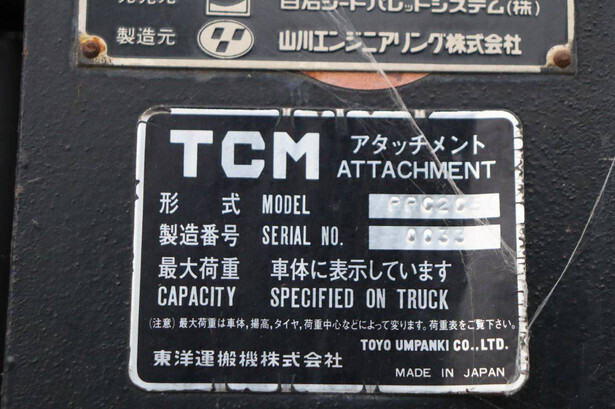 白石シートパレットシステム(株)
製造元 山川エンジニアリング株式会社
TCM アタッチメント
ATTACHMENT
形 式 MODEL
製造番号 SERIAL NO. 0033
最大荷重 車体に表示しています
CAPACITY SPECIFIED ON TRUCK
(注意) 最大荷重は車体,揚高,タイヤ,荷重中心などによって変ります。荷重表をご覧下さい。
TOYO UMPANKI CO.,LTD.
東洋運搬機株式会社
MADE IN JAPAN